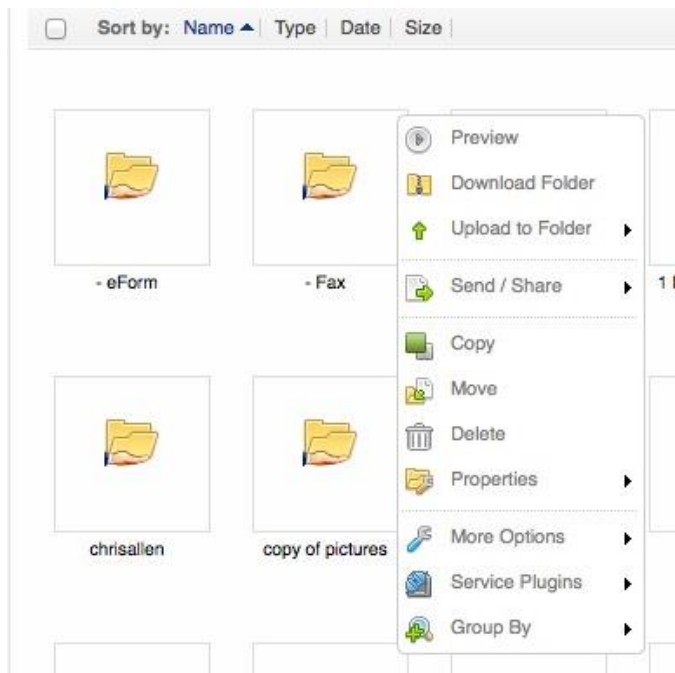 Sort by: Name Type Date Size
Preview
Download Folder
Upload to Folder
- eForm
- Fax
Send / Share
1
Copy
Move
Delete
Properties
chrisallen
copy of pictures
More Options
Service Plugins
Group By